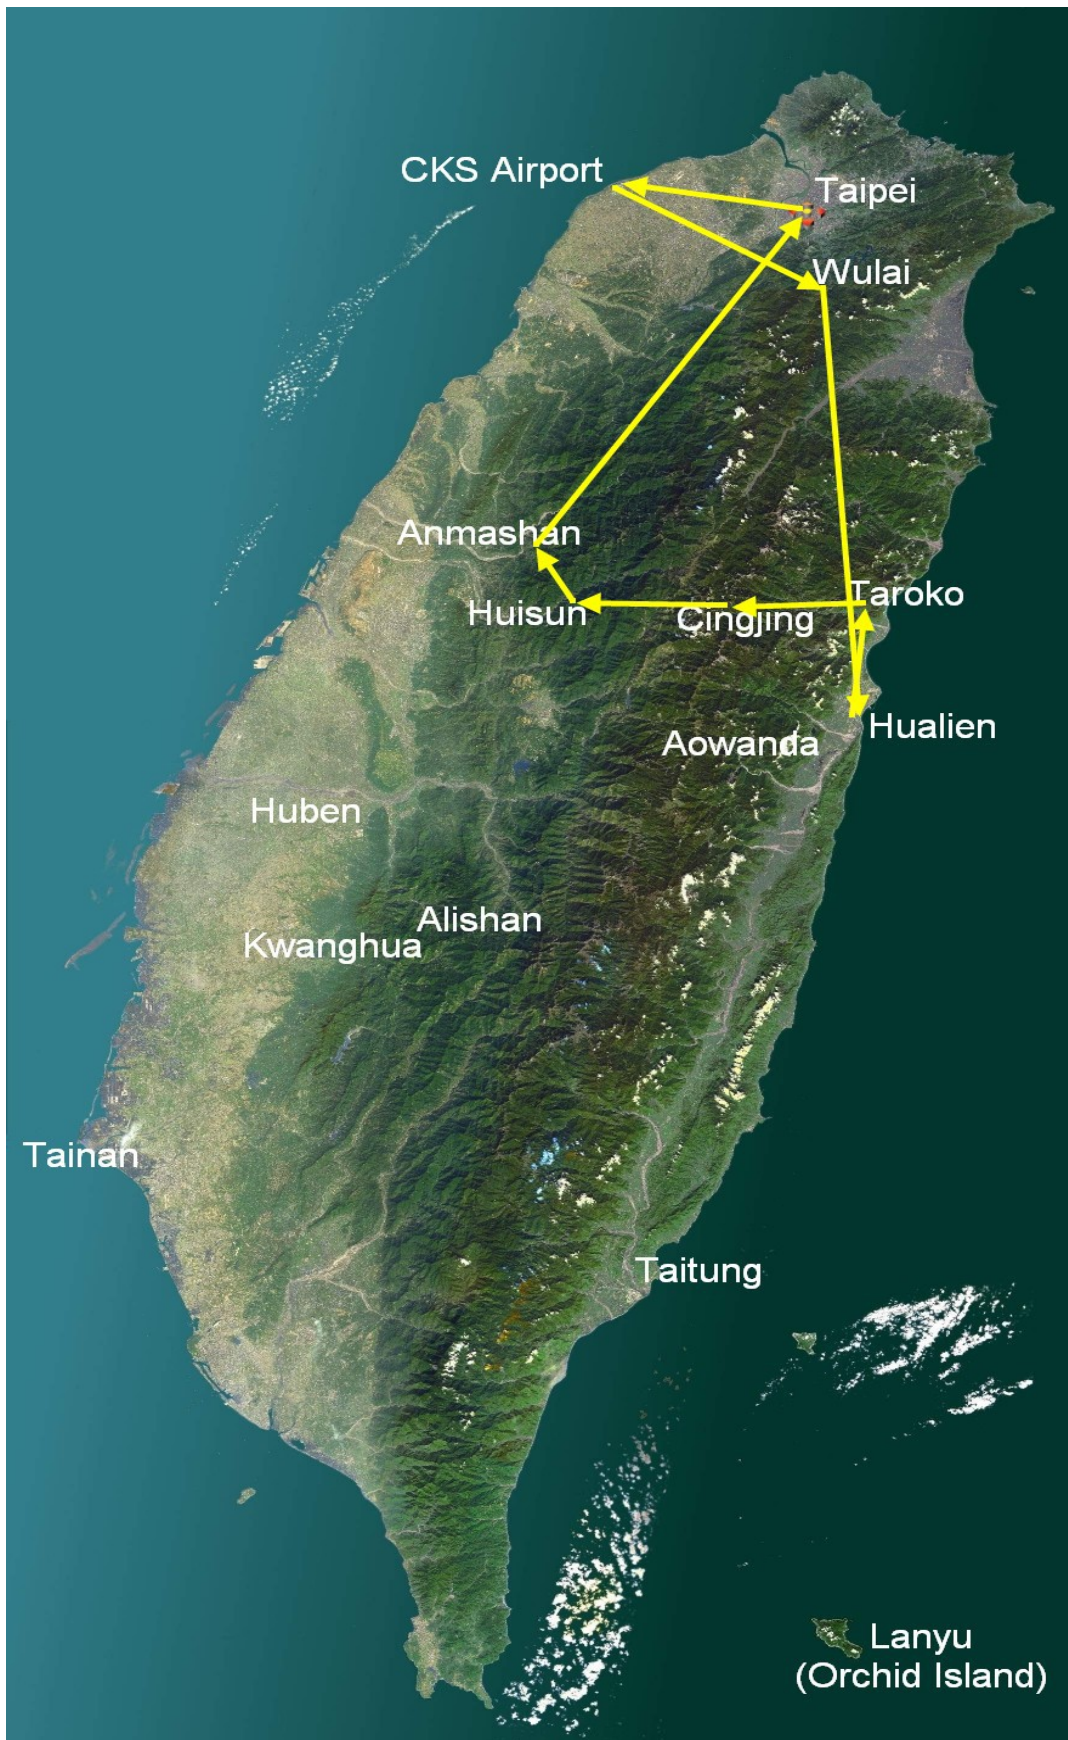 CKS Airport
Taipei
Wulai
Anmashan
Taroko
Huisun
Cingjing
Hualien
Aowanda
Huben
Alishan
Kwanghua
Tainan
Taitung
Lanyu
(Orchid Island)